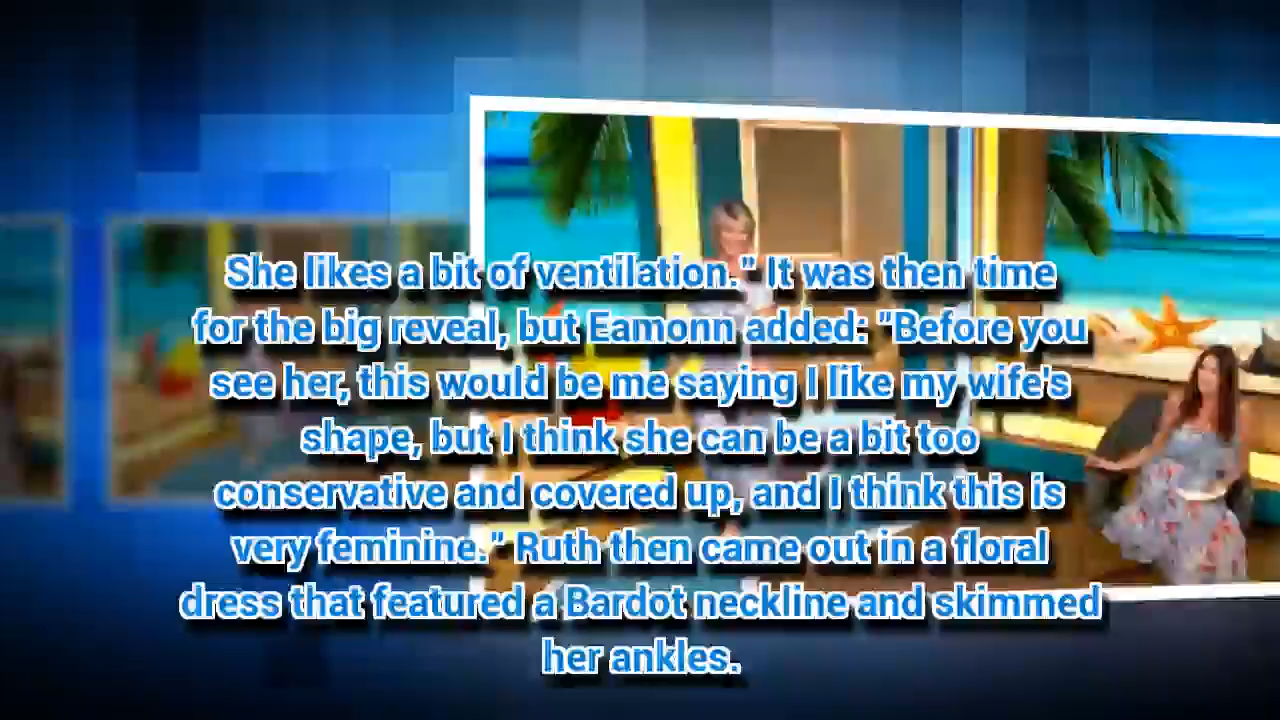 She likes a bit of ventilation.” It was then time
for the big reveal, but Eamonn added: “Before you
see her, this would be me saying I like my wife's
shape, but I think she can be a bit too
conservative and covered up, and I think this is
very feminine.” Ruth then came out in a floral
dress that featured a Bardot neckline and skimmed
her ankles.